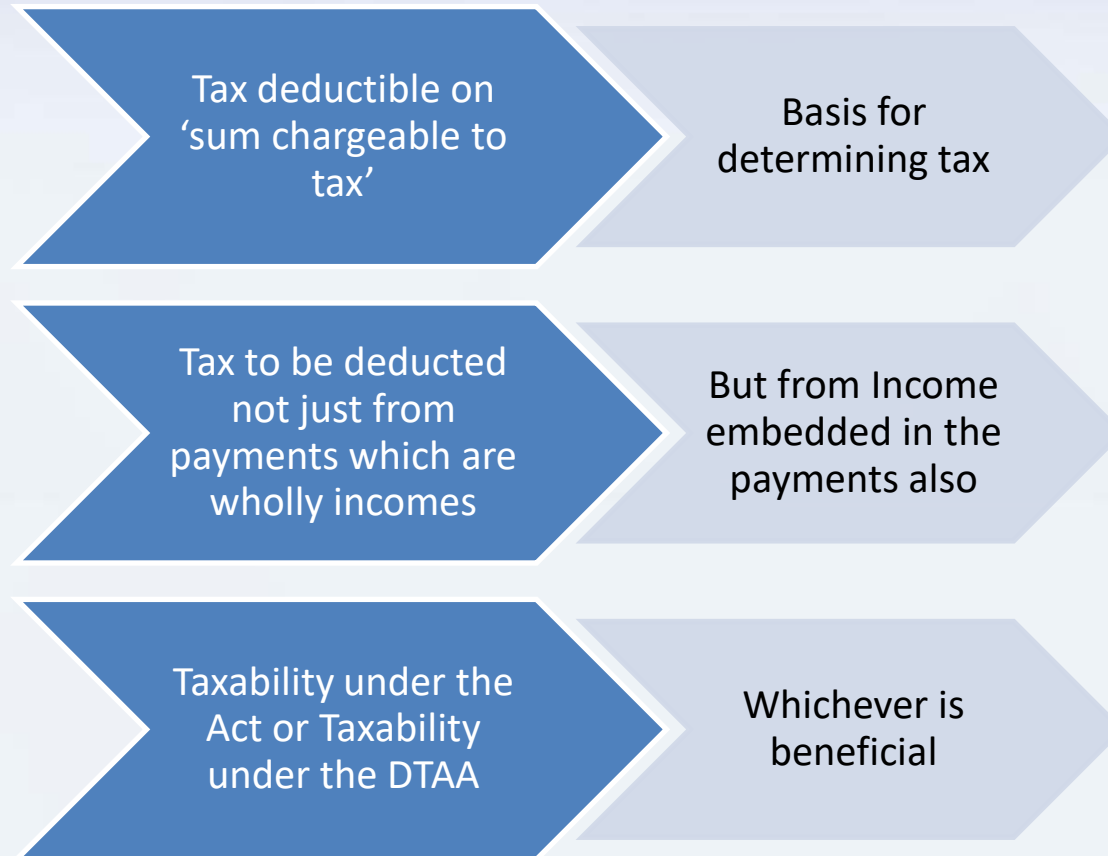 Tax deductible on
‘sum chargeable to
tax’
Basis for
determining tax
Tax to be deducted
not just from
payments which are
wholly incomes
But from Income
embedded in the
payments also
Taxability under the
Act or Taxability
under the DTAA
Whichever is
beneficial